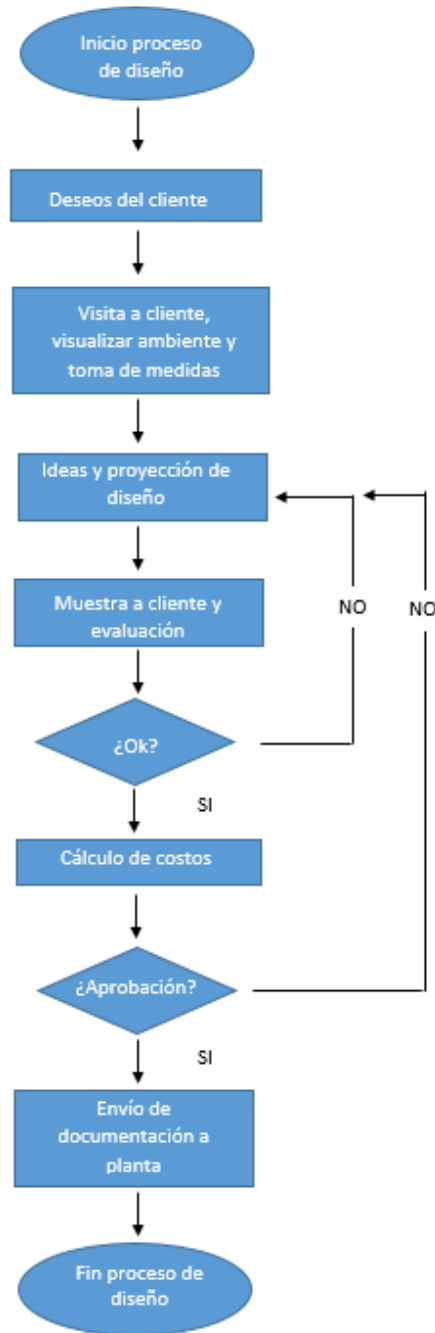 Inicio proceso
de diseño
Deseos del cliente
Visita a cliente,
visualizar ambiente y
toma de medidas
Ideas y proyección de
diseño
Muestra a cliente y
evaluación
NO
NO
¿Ok?
SI
Cálculo de costos
¿Aprobación?
SI
Envío de
documentación a
planta
Fin proceso de
diseño